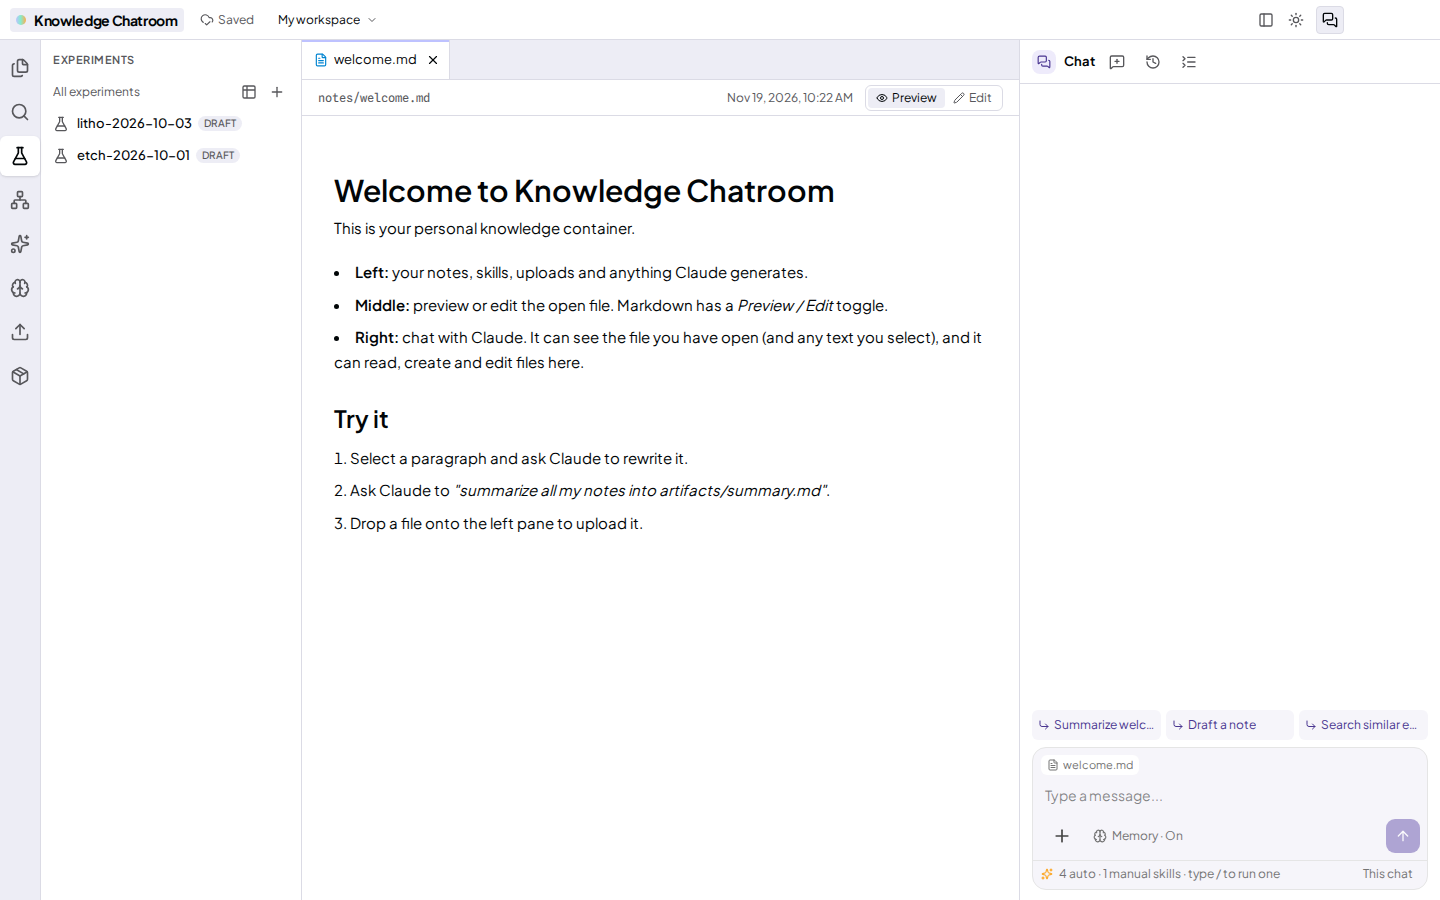 Knowledge Chatroom
Saved
My workspace
EXPERIMENTS
All experiments
litho-2026-10-03 DRAFT
etch-2026-10-01 DRAFT
welcome.md
notes/welcome.md
Nov 19, 2026, 10:22 AM
Preview
Edit
Welcome to Knowledge Chatroom
This is your personal knowledge container.
• Left: your notes, skills, uploads and anything Claude generates.
• Middle: preview or edit the open file. Markdown has a Preview / Edit toggle.
• Right: chat with Claude. It can see the file you have open (and any text you select), and it
can read, create and edit files here.
Try it
1. Select a paragraph and ask Claude to rewrite it.
2. Ask Claude to "summarize all my notes into artifacts/summary.md".
3. Drop a file onto the left pane to upload it.
Chat
Summarize welc...
Draft a note
Search similar e...
welcome.md
Type a message...
Memory · On
4 auto · 1 manual skills · type / to run one
This chat